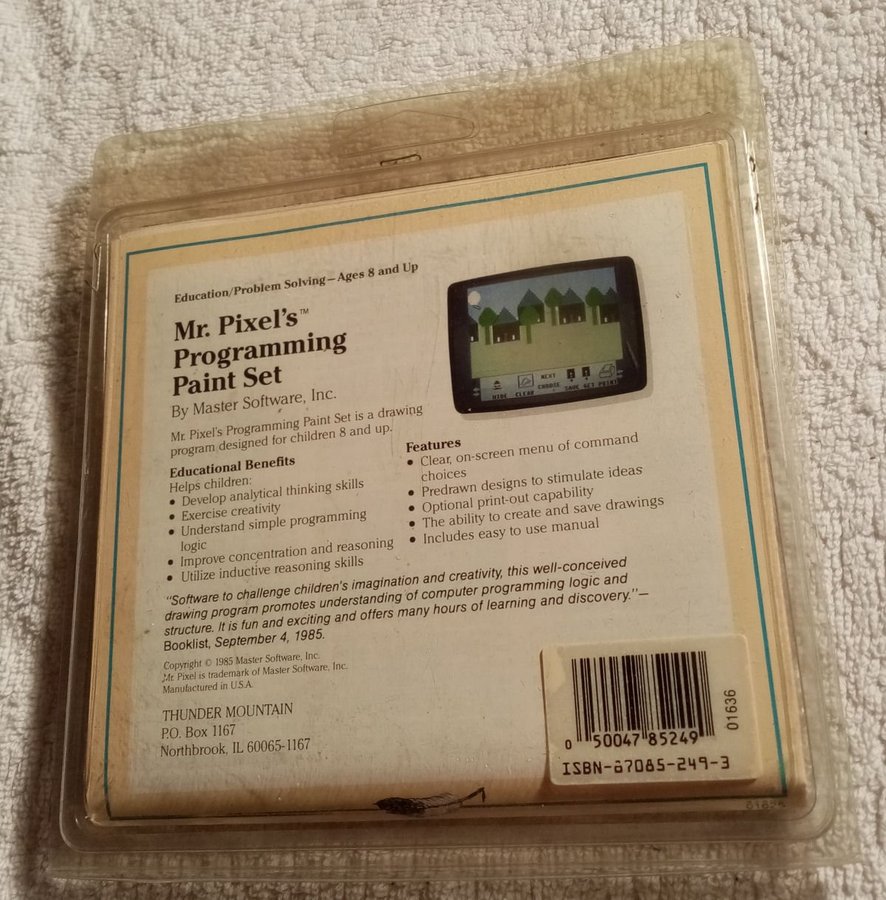 Education/Problem Solving—Ages 8 and Up
Mr. Pixel's™
Programming
Paint Set
By Master Software, Inc.
Mr. Pixel's Programming Paint Set is a drawing
program designed for children 8 and up.
Educational Benefits
Helps children:
• Develop analytical thinking skills
• Exercise creativity
• Understand simple programming
logic
• Improve concentration and reasoning
• Utilize inductive reasoning skills
HIDE CLEAR NEXT CHOOSE SAVE GET PRINT
Features
• Clear, on-screen menu of command
choices
• Predrawn designs to stimulate ideas
• Optional print-out capability
• The ability to create and save drawings
• Includes easy to use manual
"Software to challenge children's imagination and creativity, this well-conceived
drawing program promotes understanding of computer programming logic and
structure. It is fun and exciting and offers many hours of learning and discovery."—
Booklist, September 4, 1985.
Copyright © 1985 Master Software, Inc.
Mr. Pixel is trademark of Master Software, Inc.
Manufactured in U.S.A.
THUNDER MOUNTAIN
P.O. Box 1167
Northbrook, IL 60065-1167
0 50047 85249
01636
ISBN-87085-249-3